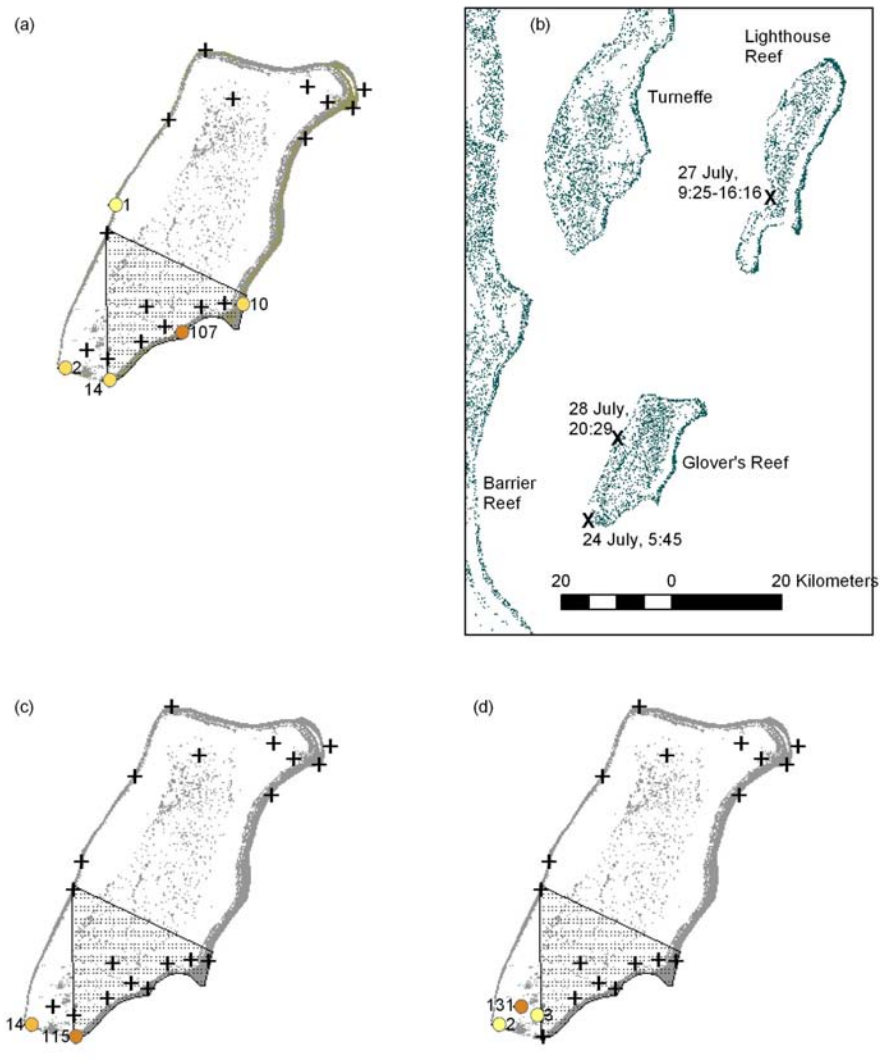 (a)
1
10
107
2
14
(b)
Lighthouse
Reef
Turneffe
27 July,
9:25-16:16
X
28 July,
20:29
X
Glover's Reef
Barrier
Reef
X
24 July, 5:45
20 0 20 Kilometers
(c)
14
115
(d)
131
3
2